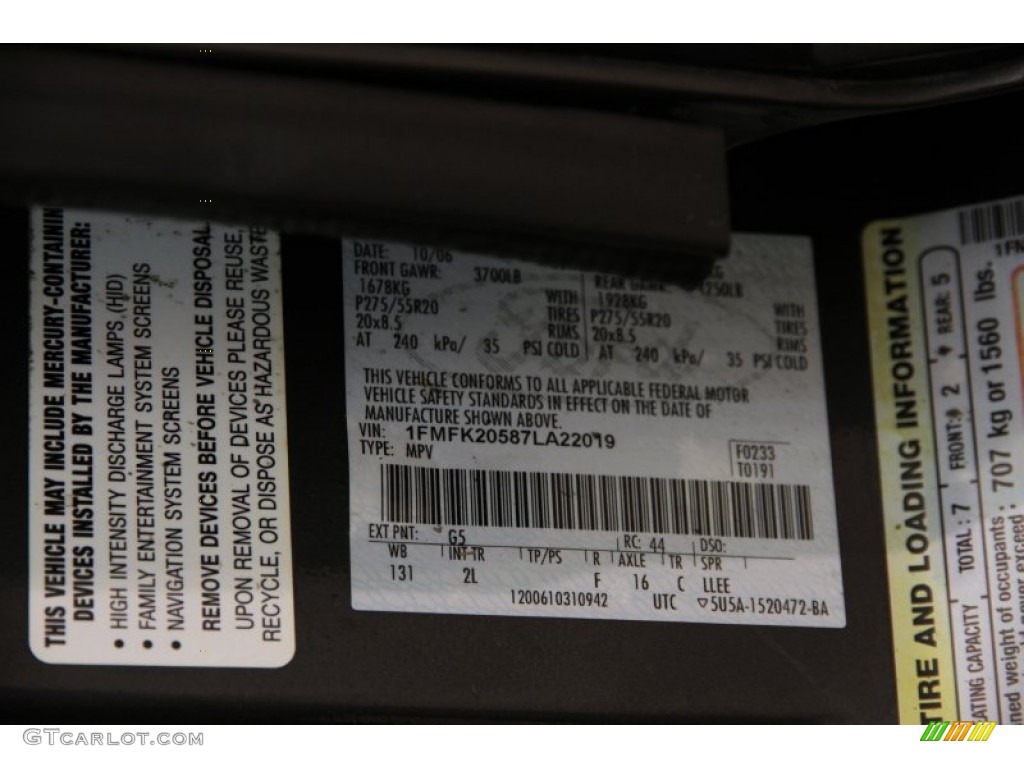 THIS VEHICLE MAY INCLUDE MERCURY-CONTAINING
DEVICES INSTALLED BY THE MANUFACTURER:
• HIGH INTENSITY DISCHARGE LAMPS (HID)
• FAMILY ENTERTAINMENT SYSTEM SCREENS
• NAVIGATION SYSTEM SCREENS
REMOVE DEVICES BEFORE VEHICLE DISPOSAL
UPON REMOVAL OF DEVICES PLEASE REUSE,
RECYCLE, OR DISPOSE AS HAZARDOUS WASTE
DATE: 10/06
FRONT GAWR: 3700LB REAR GAWR: 4250LB
1678KG WITH 1928KG WITH
P275/55R20 TIRES P275/55R20 TIRES
20x8.5 RIMS 20x8.5 RIMS
AT 240 kPa/ 35 PSI COLD AT 240 kPa/ 35 PSI COLD
THIS VEHICLE CONFORMS TO ALL APPLICABLE FEDERAL MOTOR
VEHICLE SAFETY STANDARDS IN EFFECT ON THE DATE OF
MANUFACTURE SHOWN ABOVE.
VIN: 1FMFK20587LA22019
TYPE: MPV
F0233
T0191
EXT PNT: G5 RC: 44 DSO:
WB INT TR TP/PS R AXLE TR SPR
131 2L F 16 C LLEE
1200610310942 UTC ▽5U5A-1520472-BA
TIRE AND LOADING INFORMATION
ATING CAPACITY TOTAL: 7 FRONT: 2 REAR: 5
ned weight of occupants : 707 kg or 1560 lbs.
1FM
GTCARLOT.COM